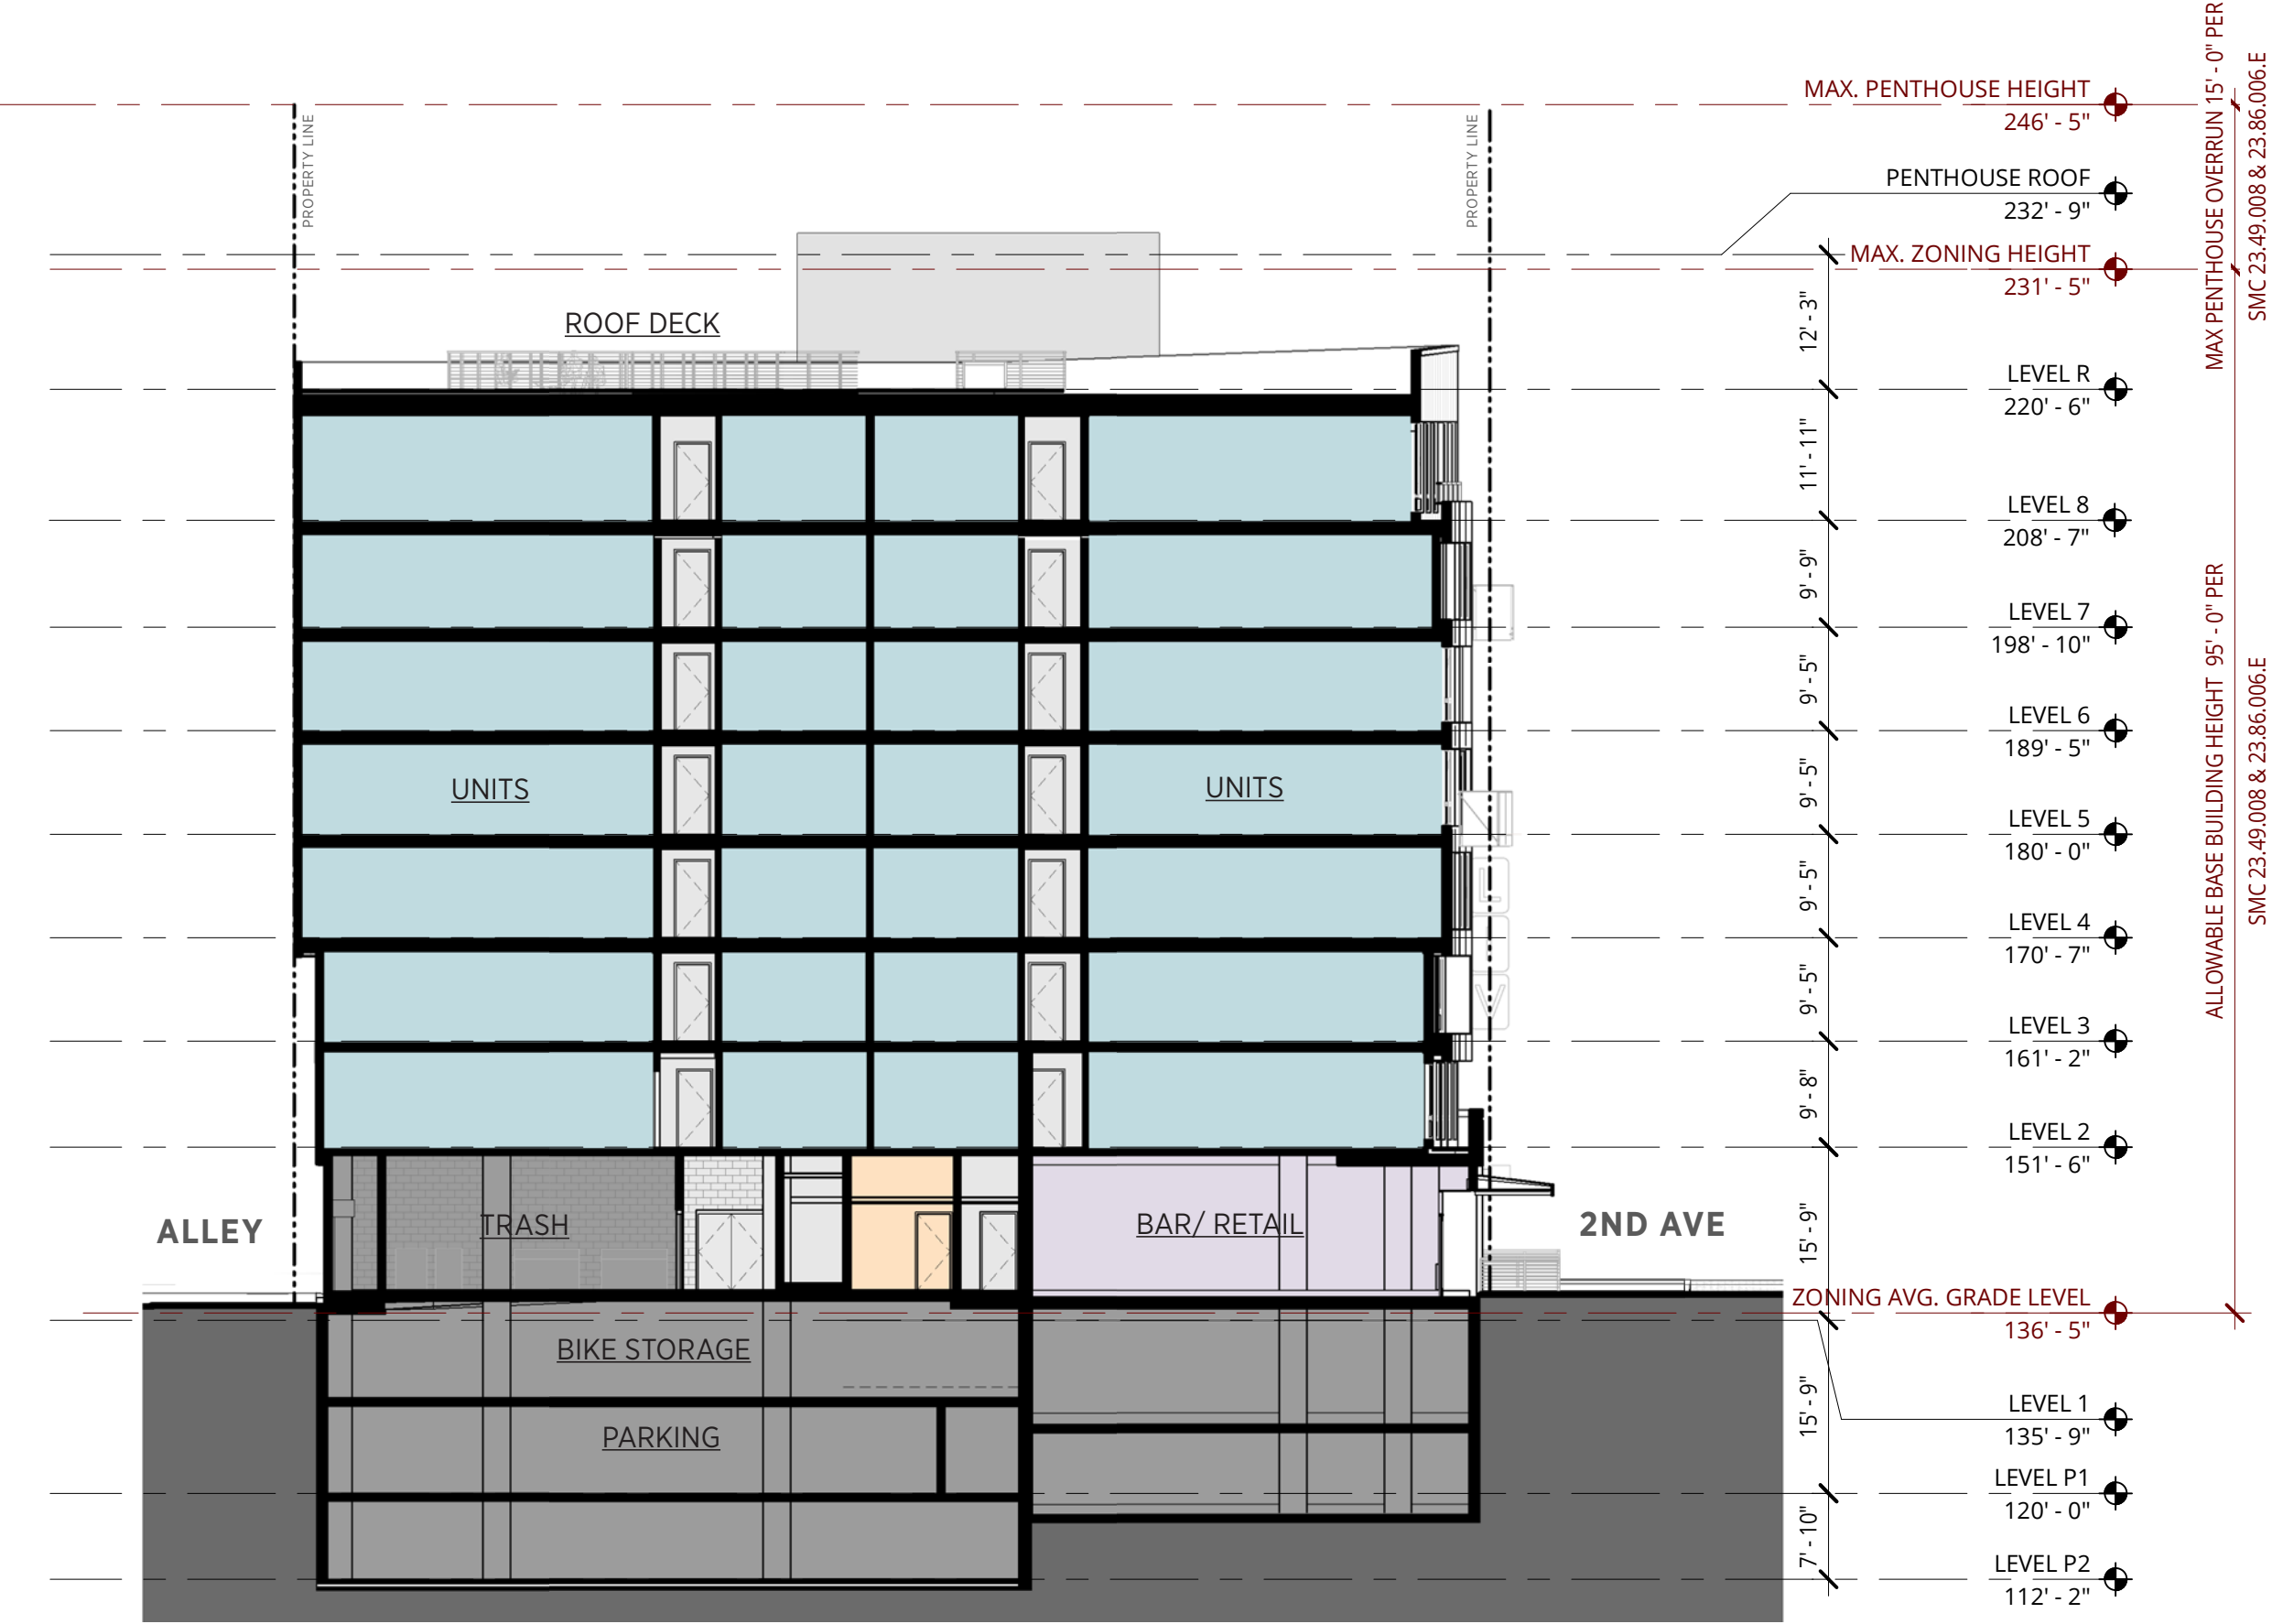 MAX. PENTHOUSE HEIGHT
246' - 5"
PENTHOUSE ROOF
232' - 9"
MAX. ZONING HEIGHT
231' - 5"
LEVEL R
220' - 6"
LEVEL 8
208' - 7"
LEVEL 7
198' - 10"
LEVEL 6
189' - 5"
LEVEL 5
180' - 0"
LEVEL 4
170' - 7"
LEVEL 3
161' - 2"
LEVEL 2
151' - 6"
ZONING AVG. GRADE LEVEL
136' - 5"
LEVEL 1
135' - 9"
LEVEL P1
120' - 0"
LEVEL P2
112' - 2"
MAX PENTHOUSE OVERRUN 15' - 0" PER
SMC 23.49.008 & 23.86.006.E
ALLOWABLE BASE BUILDING HEIGHT 95' - 0" PER
SMC 23.49.008 & 23.86.006.E
12' - 3"
11' - 11"
9' - 9"
9' - 5"
9' - 5"
9' - 5"
9' - 5"
9' - 8"
15' - 9"
15' - 9"
7' - 10"
PROPERTY LINE
PROPERTY LINE
ROOF DECK
UNITS
UNITS
L
V
ALLEY
TRASH
BAR/ RETAIL
2ND AVE
BIKE STORAGE
PARKING